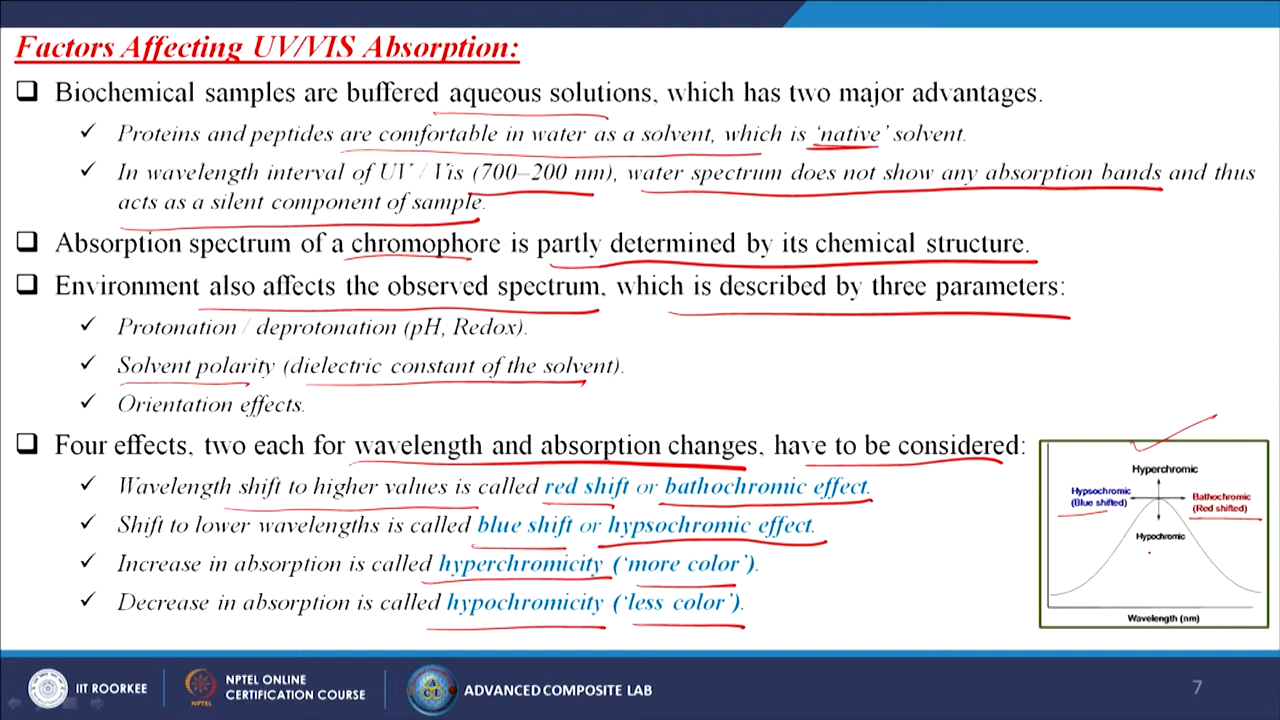 Factors Affecting UV/VIS Absorption:
❑ Biochemical samples are buffered aqueous solutions, which has two major advantages.
✓ Proteins and peptides are comfortable in water as a solvent, which is ‘native’ solvent.
✓ In wavelength interval of UV / Vis (700–200 nm), water spectrum does not show any absorption bands and thus
acts as a silent component of sample.
❑ Absorption spectrum of a chromophore is partly determined by its chemical structure.
❑ Environment also affects the observed spectrum, which is described by three parameters:
✓ Protonation / deprotonation (pH, Redox).
✓ Solvent polarity (dielectric constant of the solvent).
✓ Orientation effects.
❑ Four effects, two each for wavelength and absorption changes, have to be considered:
✓ Wavelength shift to higher values is called red shift or bathochromic effect.
✓ Shift to lower wavelengths is called blue shift or hypsochromic effect.
✓ Increase in absorption is called hyperchromicity (‘more color’).
✓ Decrease in absorption is called hypochromicity (‘less color’).
Hyperchromic
Hypsochromic
(Blue shifted)
Bathochromic
(Red shifted)
Hypochromic
Wavelength (nm)
IIT ROORKEE
NPTEL
NPTEL ONLINE
CERTIFICATION COURSE
ADVANCED COMPOSITE LAB
7